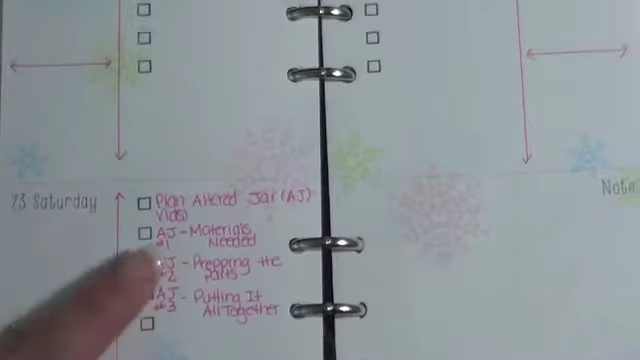 23 Saturday
Plan Altered Jar (AJ)
Vids)
AJ - Materials
#1 Needed
AJ - Prepping the
#2 Parts
AJ - Putting It
#3 All Together
Note